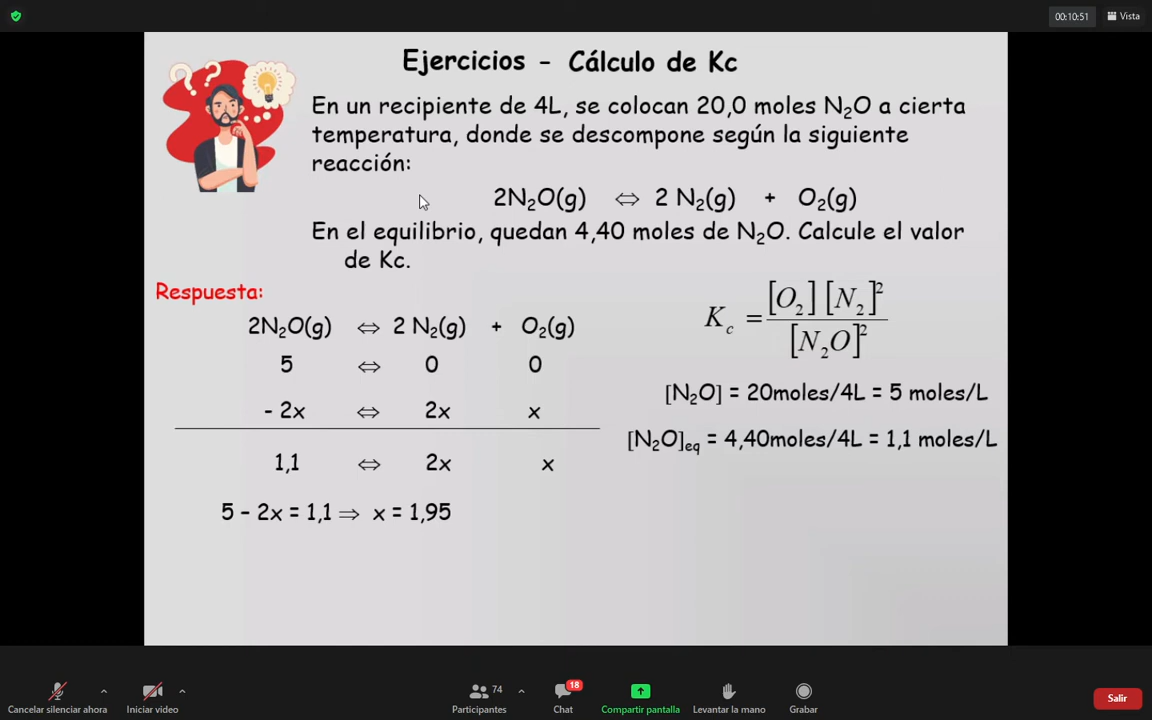 00:10:51
Vista
Ejercicios - Cálculo de Kc
? ?
En un recipiente de 4L, se colocan 20,0 moles N₂O a cierta
temperatura, donde se descompone según la siguiente
reacción:
2N₂O(g) ⇔ 2 N₂(g) + O₂(g)
En el equilibrio, quedan 4,40 moles de N₂O. Calcule el valor
de Kc.
Respuesta:
2N₂O(g) ⇔ 2 N₂(g) + O₂(g)
5 ⇔ 0 0
- 2x ⇔ 2x x
1,1 ⇔ 2x x
5 – 2x = 1,1 ⇒ x = 1,95
K_c = [O₂] [N₂]² / [N₂O]²
[N₂O] = 20moles/4L = 5 moles/L
[N₂O]eq = 4,40moles/4L = 1,1 moles/L
Cancelar silenciar ahora
Iniciar video
74
Participantes
18
Chat
Compartir pantalla
Levantar la mano
Grabar
Salir